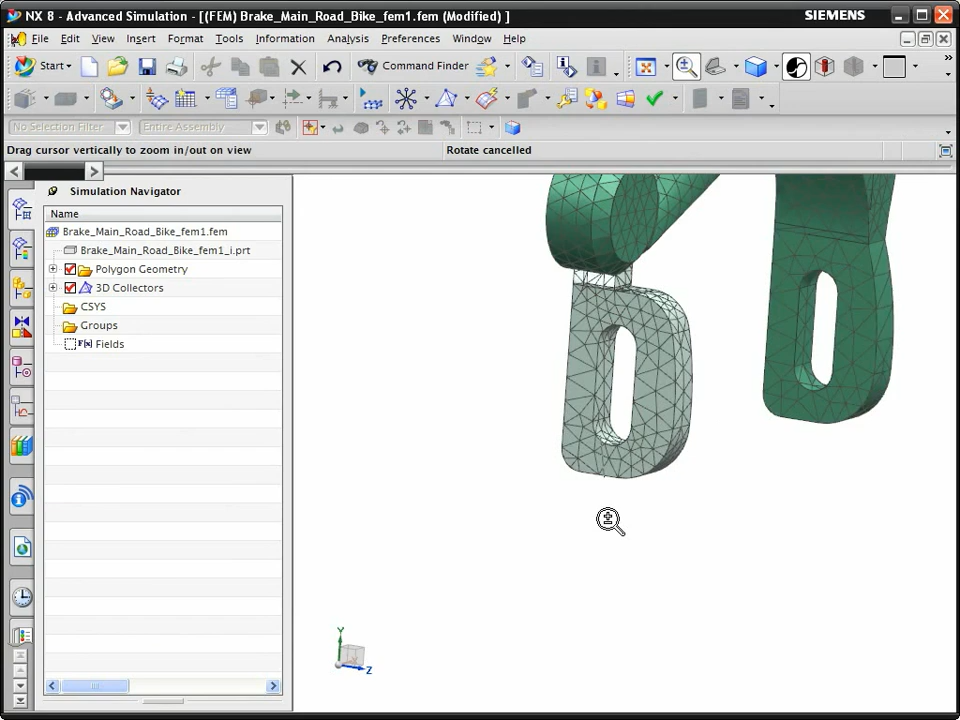 NX 8 - Advanced Simulation - [(FEM) Brake_Main_Road_Bike_fem1.fem (Modified) ]
SIEMENS
File Edit View Insert Format Tools Information Analysis Preferences Window Help
Start Command Finder
No Selection Filter Entire Assembly
Drag cursor vertically to zoom in/out on view Rotate cancelled
Simulation Navigator
Name
Brake_Main_Road_Bike_fem1.fem
Brake_Main_Road_Bike_fem1_i.prt
Polygon Geometry
3D Collectors
CSYS
Groups
F(x) Fields
Y
Z